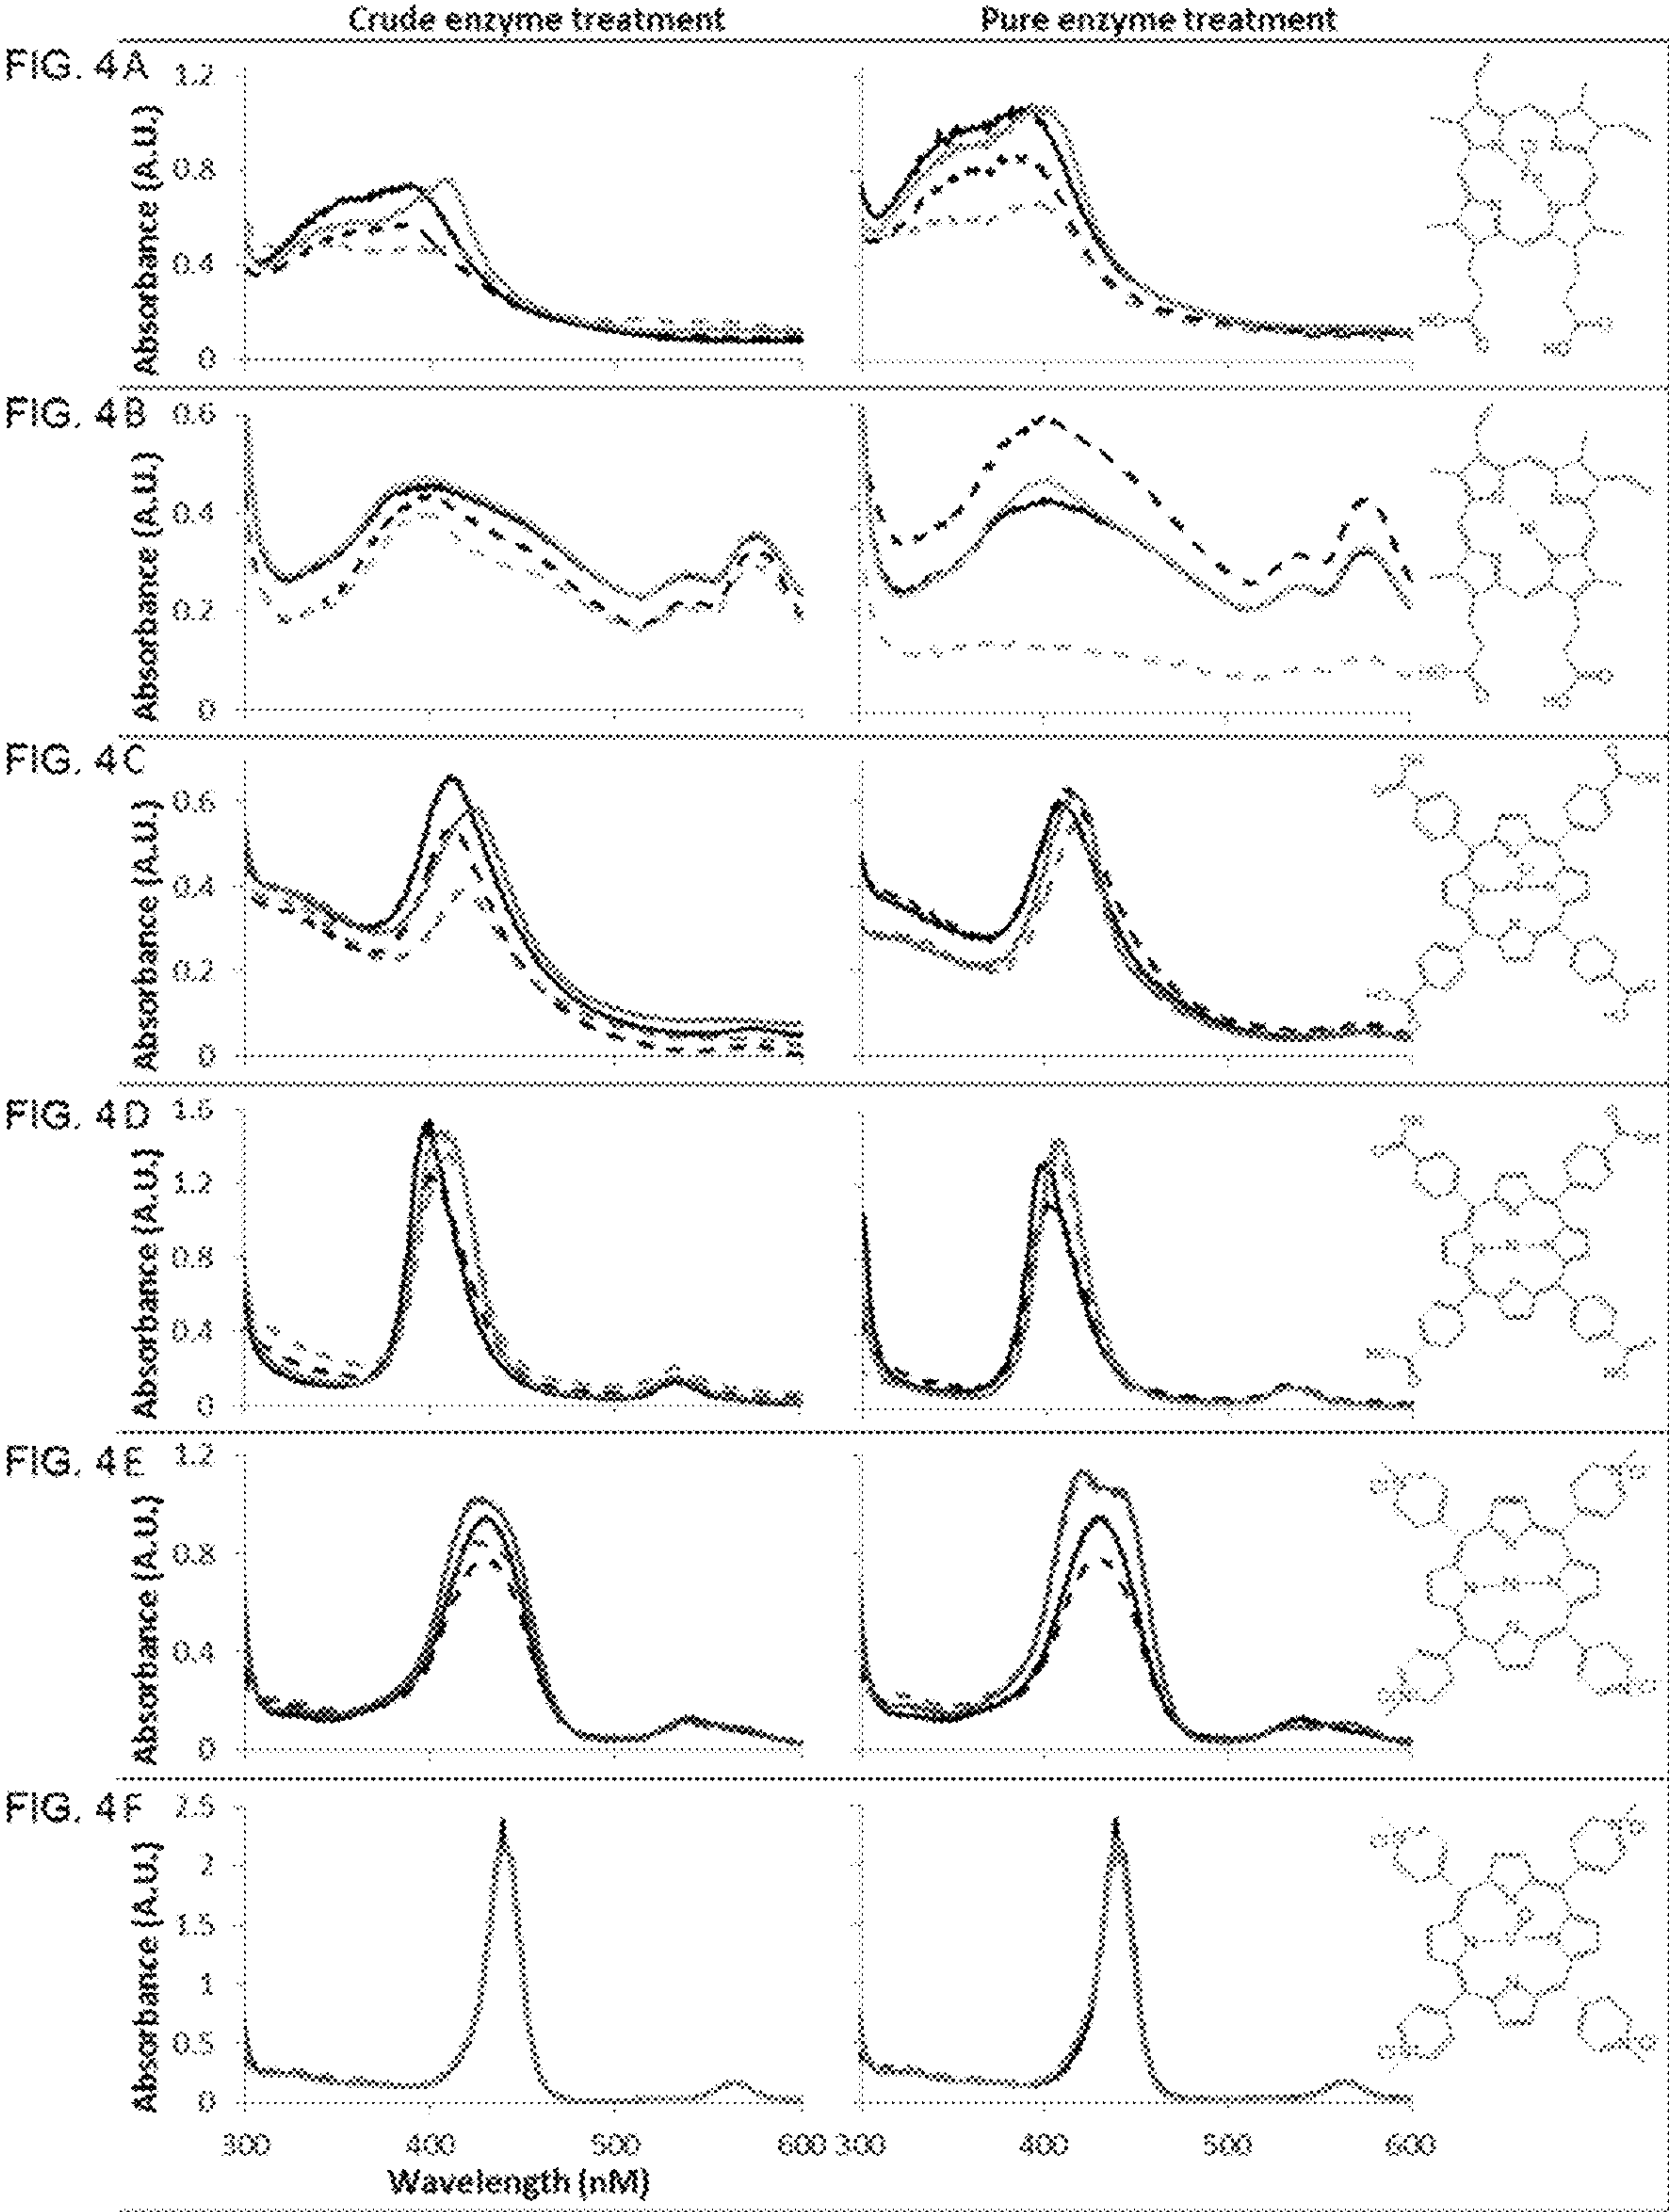 Crude enzyme treatment Pure enzyme treatment
FIG. 4A
Absorbance (A.U.)
1.2
0.8
0.4
0
FIG. 4B
Absorbance (A.U.)
0.6
0.4
0.2
0
FIG. 4C
Absorbance (A.U.)
0.6
0.4
0.2
0
FIG. 4D
Absorbance (A.U.)
1.6
1.2
0.8
0.4
0
FIG. 4E
Absorbance (A.U.)
1.2
0.8
0.4
0
FIG. 4F
Absorbance (A.U.)
2.5
2
1.5
1
0.5
0
300 400 500 600 300 400 500 600
Wavelength (nM)